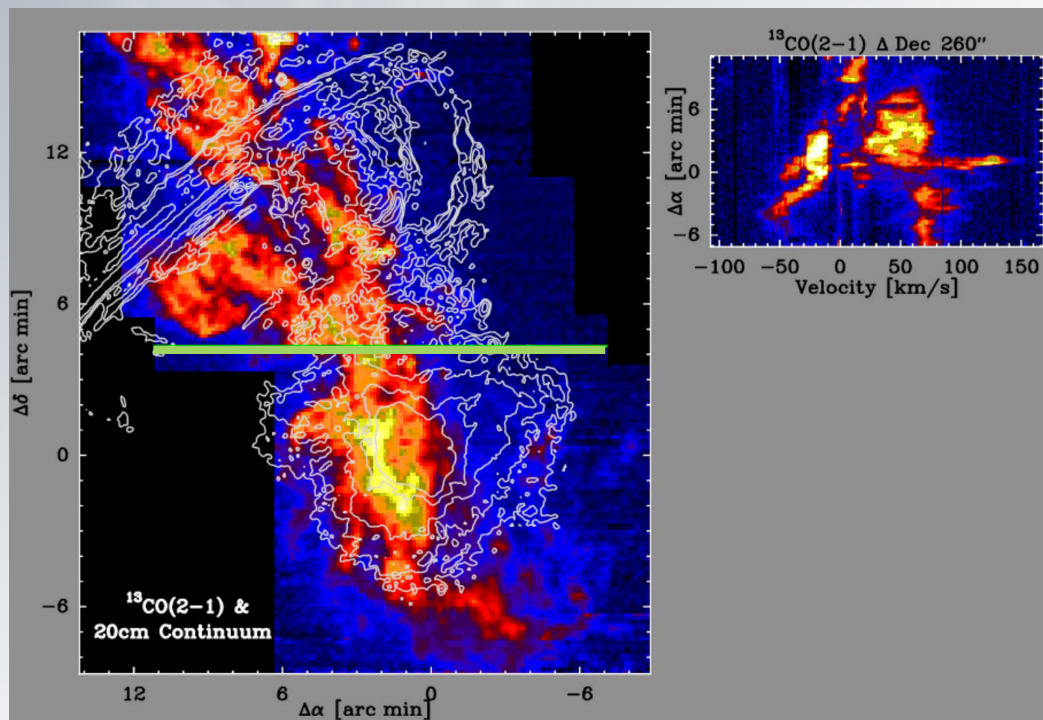 12
6
0
−6
Δδ [arc min]
¹³CO(2−1) &
20cm Continuum
12 6 0 −6
Δα [arc min]
¹³CO(2−1) Δ Dec 260″
6
0
−6
Δα [arc min]
−100 −50 0 50 100 150
Velocity [km/s]